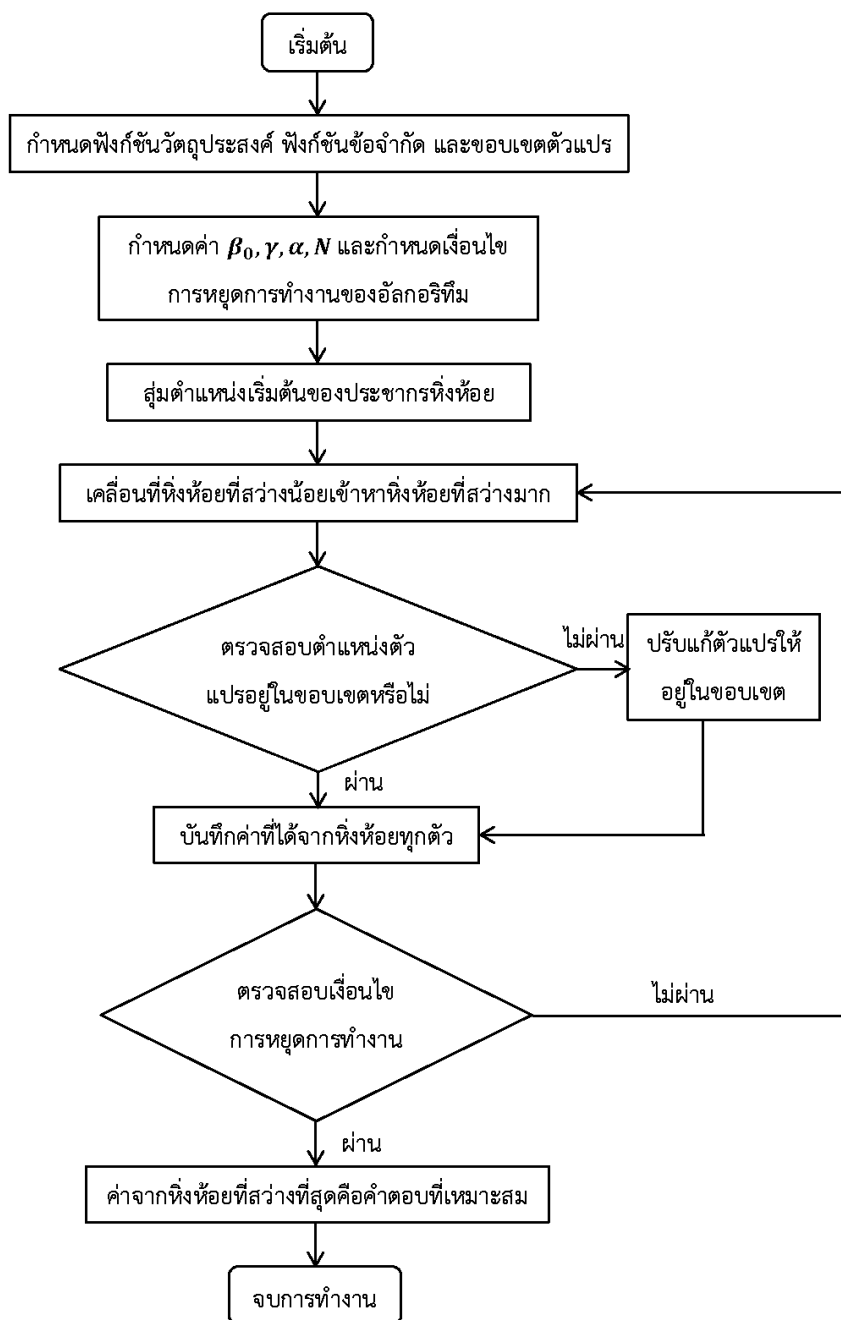 เริ่มต้น
กำหนดฟังก์ชันวัตถุประสงค์ ฟังก์ชันข้อจำกัด และขอบเขตตัวแปร
กำหนดค่า β₀, γ, α, N และกำหนดเงื่อนไข
การหยุดการทำงานของอัลกอริทึม
สุ่มตำแหน่งเริ่มต้นของประชากรหิ่งห้อย
เคลื่อนที่หิ่งห้อยที่สว่างน้อยเข้าหาหิ่งห้อยที่สว่างมาก
ตรวจสอบตำแหน่งตัว
แปรอยู่ในขอบเขตหรือไม่
ไม่ผ่าน
ปรับแก้ตัวแปรให้
อยู่ในขอบเขต
ผ่าน
บันทึกค่าที่ได้จากหิ่งห้อยทุกตัว
ตรวจสอบเงื่อนไข
การหยุดการทำงาน
ไม่ผ่าน
ผ่าน
ค่าจากหิ่งห้อยที่สว่างที่สุดคือคำตอบที่เหมาะสม
จบการทำงาน